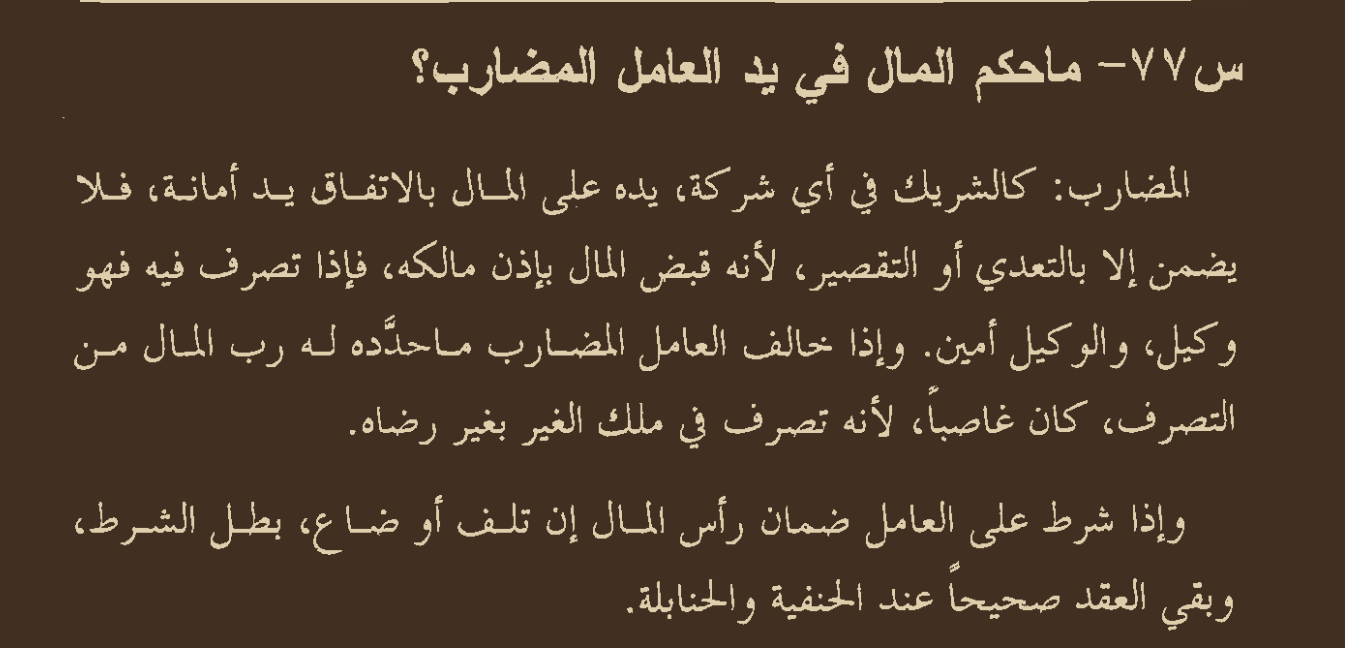 س٧٧- ماحكم المال في يد العامل المضارب؟
المضارب: كالشريك في أي شركة، يده على المال بالاتفاق يد أمانة، فلا
يضمن إلا بالتعدي أو التقصير، لأنه قبض المال بإذن مالكه، فإذا تصرف فيه فهو
وكيل، والوكيل أمين. وإذا خالف العامل المضارب ماحدَّده له رب المال من
التصرف، كان غاصباً، لأنه تصرف في ملك الغير بغير رضاه.
وإذا شرط على العامل ضمان رأس المال إن تلف أو ضاع، بطل الشرط،
وبقي العقد صحيحاً عند الحنفية والحنابلة.